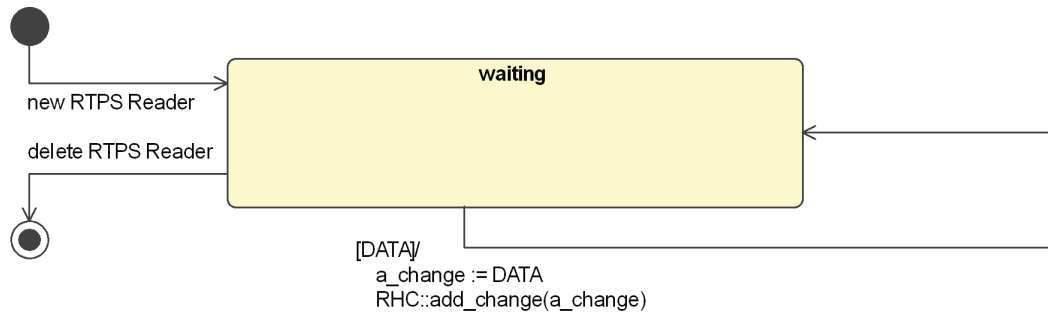 waiting
new RTPS Reader
delete RTPS Reader
[DATA]/
a_change := DATA
RHC::add_change(a_change)